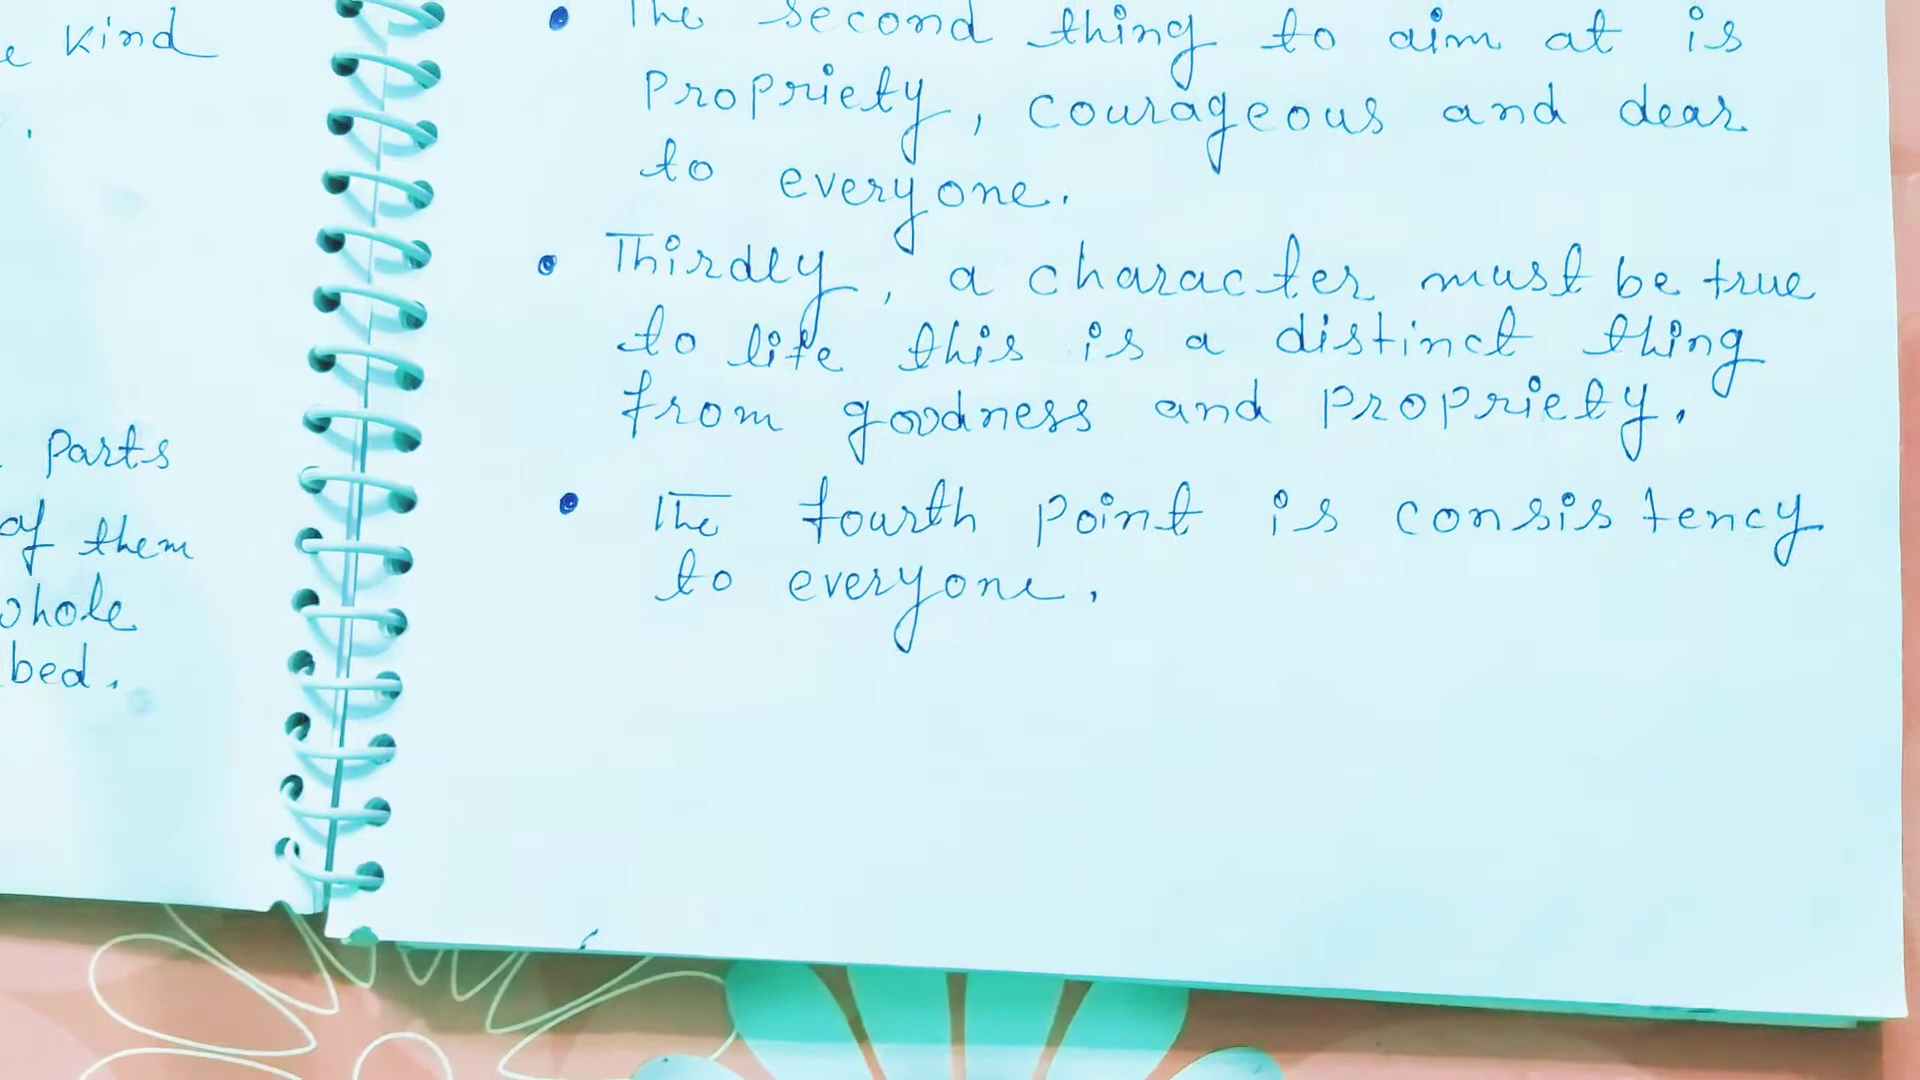 kind
.
parts
of them
whole
bed.
• The second thing to aim at is
Propriety, courageous and dear
to everyone.
• Thirdly, a character must be true
to life this is a distinct thing
from goodness and propriety.
• The fourth point is consistency
to everyone.